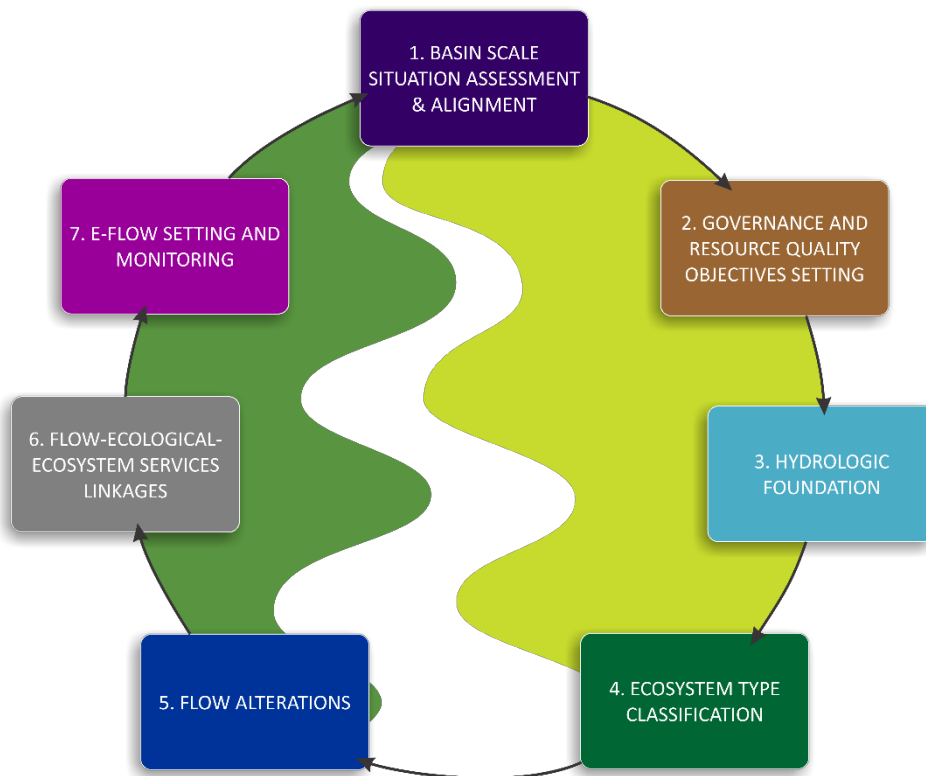 1. BASIN SCALE
SITUATION ASSESSMENT
& ALIGNMENT
2. GOVERNANCE AND
RESOURCE QUALITY
OBJECTIVES SETTING
3. HYDROLOGIC
FOUNDATION
4. ECOSYSTEM TYPE
CLASSIFICATION
5. FLOW ALTERATIONS
6. FLOW-ECOLOGICAL-
ECOSYSTEM SERVICES
LINKAGES
7. E-FLOW SETTING AND
MONITORING